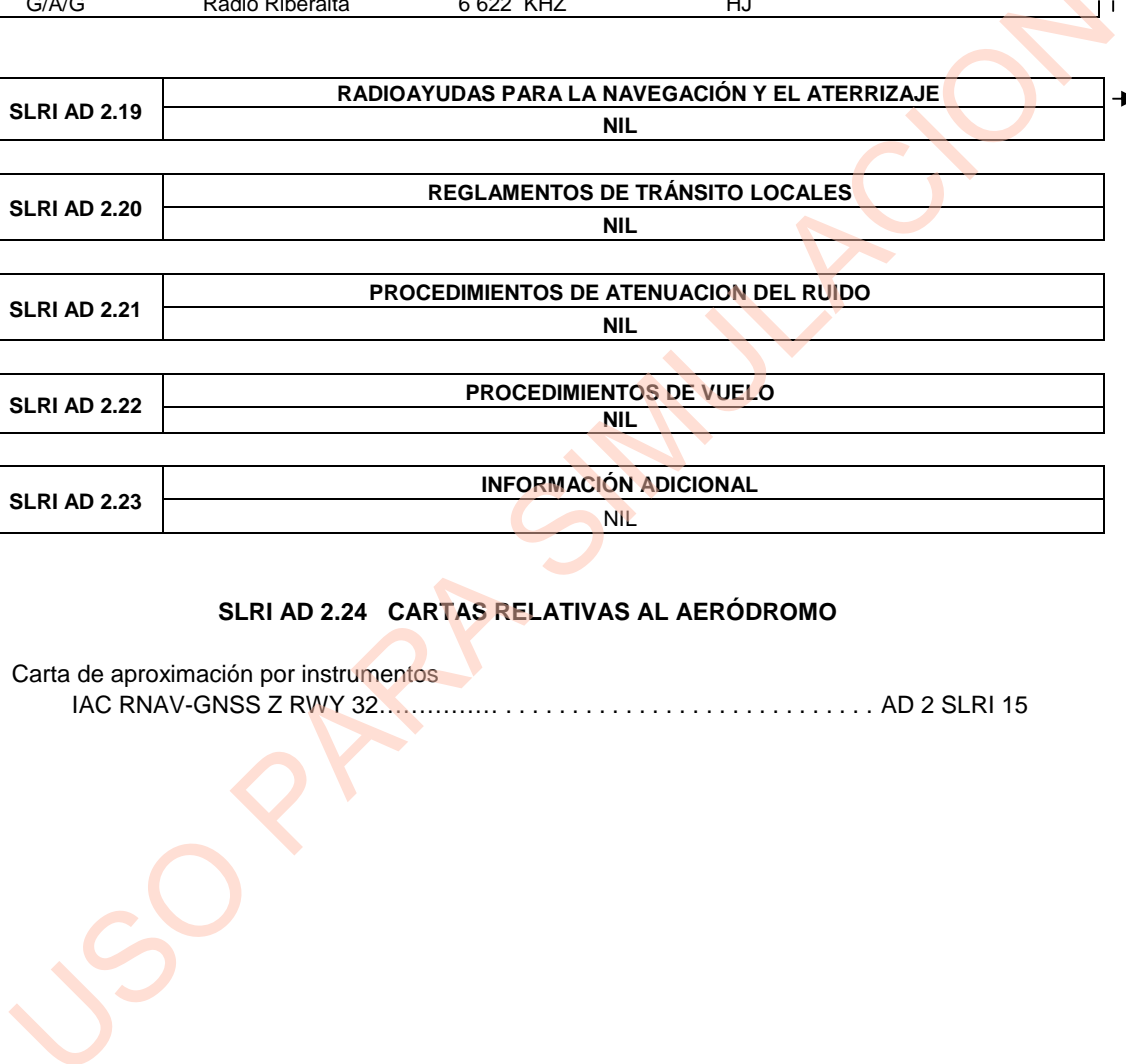 G/A/G Radio Riberalta 6 622 KHZ HJ
SLRI AD 2.19
RADIOAYUDAS PARA LA NAVEGACIÓN Y EL ATERRIZAJE
NIL
SLRI AD 2.20
REGLAMENTOS DE TRÁNSITO LOCALES
NIL
SLRI AD 2.21
PROCEDIMIENTOS DE ATENUACION DEL RUIDO
NIL
SLRI AD 2.22
PROCEDIMIENTOS DE VUELO
NIL
SLRI AD 2.23
INFORMACIÓN ADICIONAL
NIL
SLRI AD 2.24 CARTAS RELATIVAS AL AERÓDROMO
Carta de aproximación por instrumentos
IAC RNAV-GNSS Z RWY 32…………… . . . . . . . . . . . . . . . . . . . . . . . . . . . . AD 2 SLRI 15
USO PARA SIMULACION